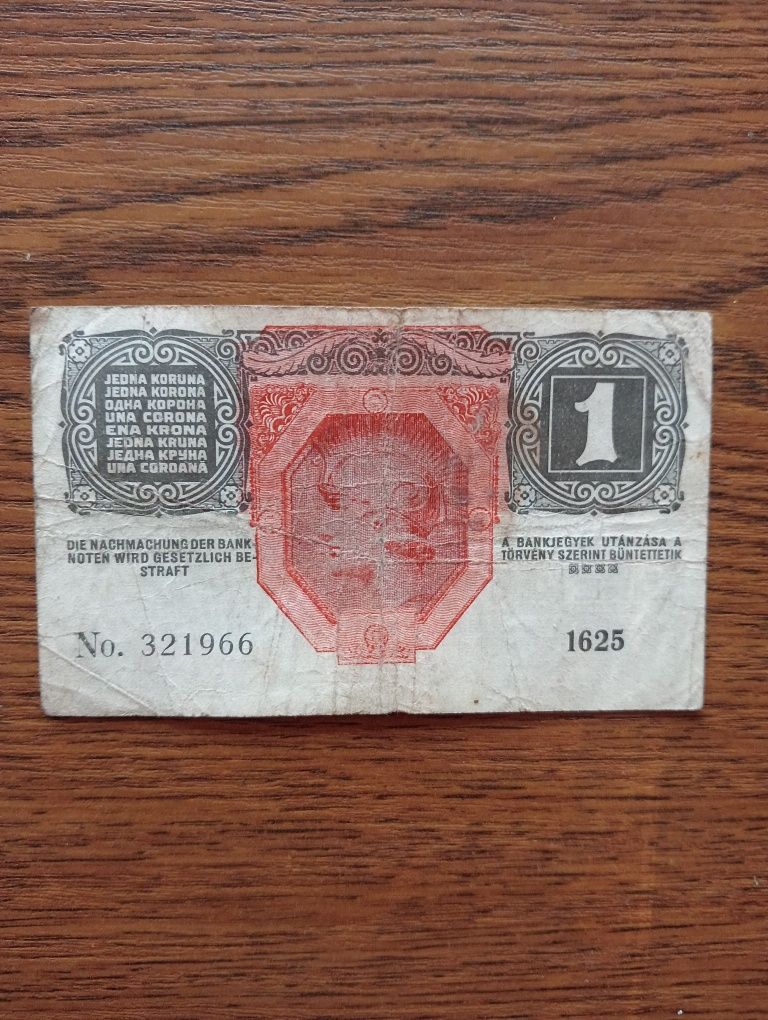 JEDNA KORUNA
JEDNA KORONA
ОДНА КОРОНА
UNA CORONA
ENA KRONA
JEDNA KRUNA
ЈЕДНА КРУНА
UNA COROANĂ
1
DIE NACHMACHUNG DER BANK-
NOTEN WIRD GESETZLICH BE-
STRAFT
A BANKJEGYEK UTÁNZÁSA A
TÖRVÉNY SZERINT BÜNTETTETIK
No. 321966
1625